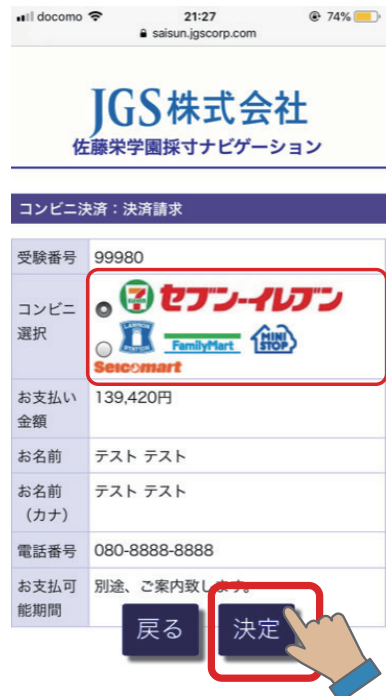 docomo 21:27 74%
saisun.jgscorp.com
JGS株式会社
佐藤栄学園採寸ナビゲーション
コンビニ決済：決済請求
受験番号 99980
コンビニ選択
セブン-イレブン
LAWSON STATION FamilyMart MINI STOP
Seicomart
お支払い金額 139,420円
お名前 テスト テスト
お名前（カナ） テスト テスト
電話番号 080-8888-8888
お支払可能期間 別途、ご案内致します。
戻る 決定